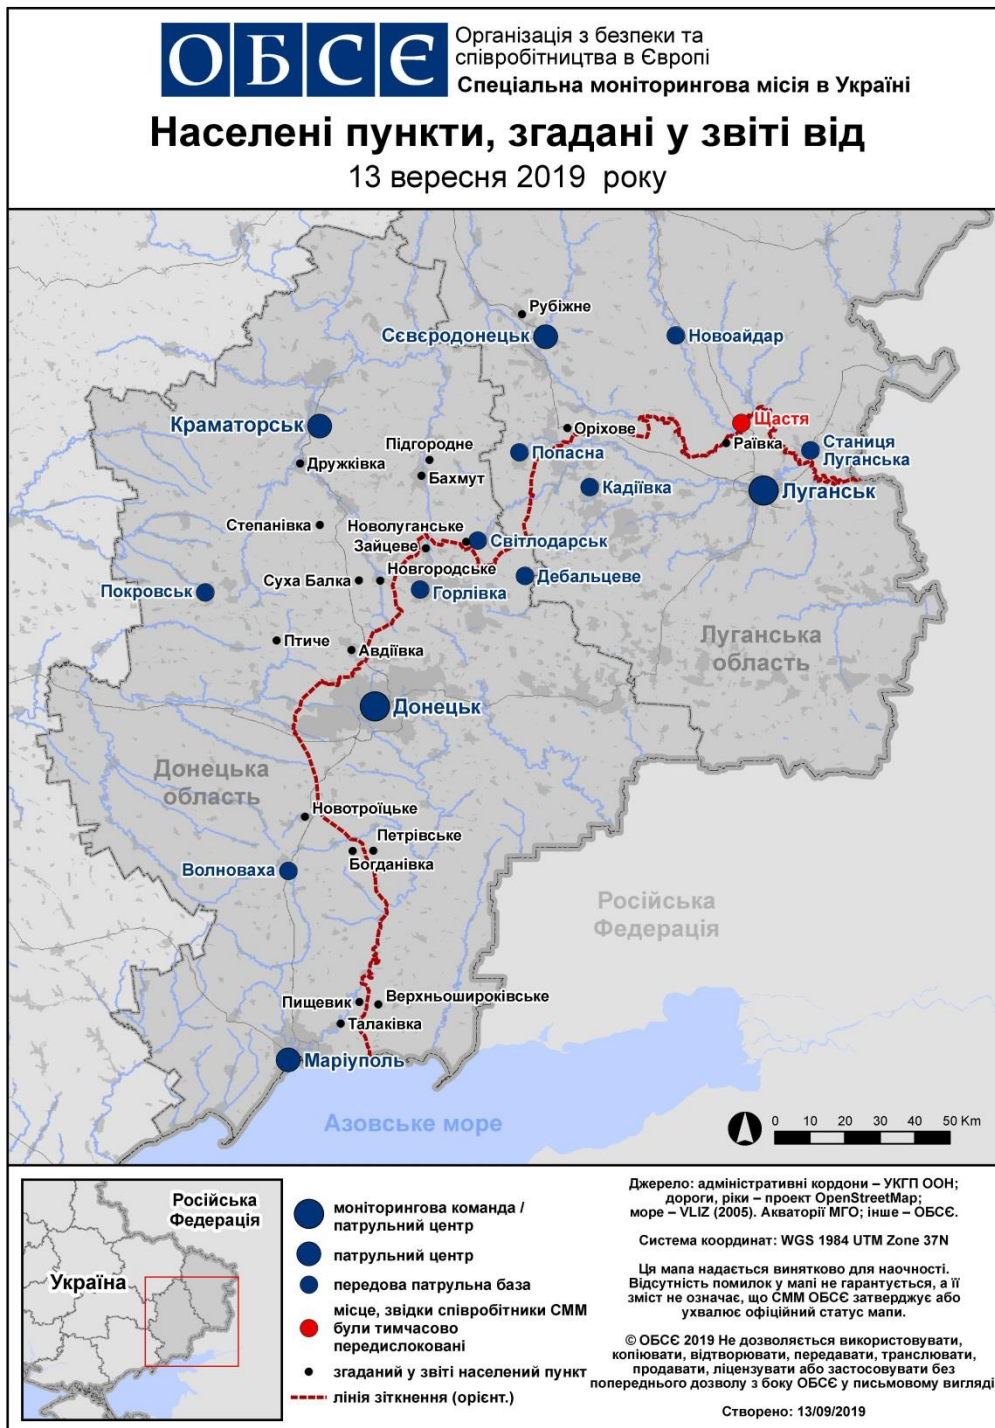 ОБСЄ
Організація з безпеки та
співробітництва в Європі
Спеціальна моніторингова місія в Україні
Населені пункти, згадані у звіті від
13 вересня 2019 року
Рубіжне
Сєвєродонецьк
Новоайдар
Краматорськ
Щастя
Оріхове
Раївка
Станиця
Луганська
Підгородне
Попасна
Дружківка
Бахмут
Кадіївка
Луганськ
Степанівка
Новолуганське
Світлодарськ
Зайцеве
Новгородське
Дебальцеве
Суха Балка
Покровськ
Горлівка
Птиче
Авдіївка
Луганська
область
Донецьк
Донецька
область
Новотроїцьке
Петрівське
Богданівка
Волноваха
Російська
Федерація
Пищевик
Верхньошироківське
Талаківка
Маріуполь
Азовське море
0 10 20 30 40 50 Km
Російська
Федерація
Україна
моніторингова команда /
патрульний центр
патрульний центр
передова патрульна база
місце, звідки співробітники СММ
були тимчасово
передислоковані
згаданий у звіті населений пункт
лінія зіткнення (орієнт.)
Джерело: адміністративні кордони – УКГП ООН;
дороги, ріки – проект OpenStreetMap;
море – VLIZ (2005). Акваторії МГО; інше – ОБСЄ.
Система координат: WGS 1984 UTM Zone 37N
Ця мапа надається винятково для наочності.
Відсутність помилок у мапі не гарантується, а її
зміст не означає, що СММ ОБСЄ затверджує або
ухвалює офіційний статус мапи.
© ОБСЄ 2019 Не дозволяється використовувати,
копіювати, відтворювати, передавати, транслювати,
продавати, ліцензувати або застосовувати без
попереднього дозволу з боку ОБСЄ у письмовому вигляді
Створено: 13/09/2019